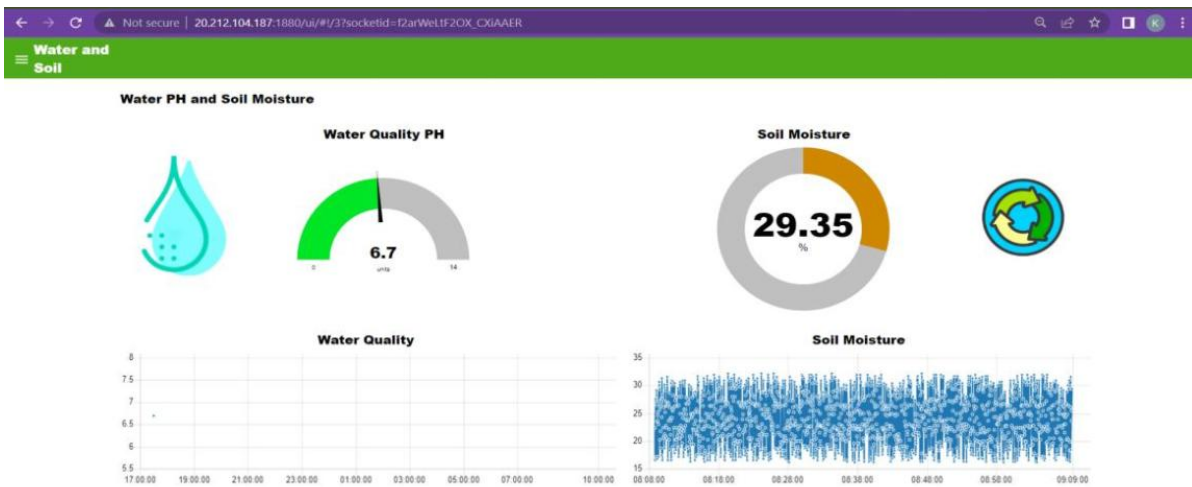 Not secure | 20.212.104.187:1880/ui/#!/3?socketid=f2arWeLtF2OX_CXiAAER
K
Water and
Soil
Water PH and Soil Moisture
Water Quality PH
6.7
0
14
Soil Moisture
29.35
%
Water Quality
8
7.5
7
6.5
6
5.5
17:00:00 19:00:00 21:00:00 23:00:00 01:00:00 03:00:00 05:00:00 07:00:00 10:00:00
Soil Moisture
35
30
25
20
15
08:08:00 08:18:00 08:28:00 08:38:00 08:48:00 08:58:00 09:09:00